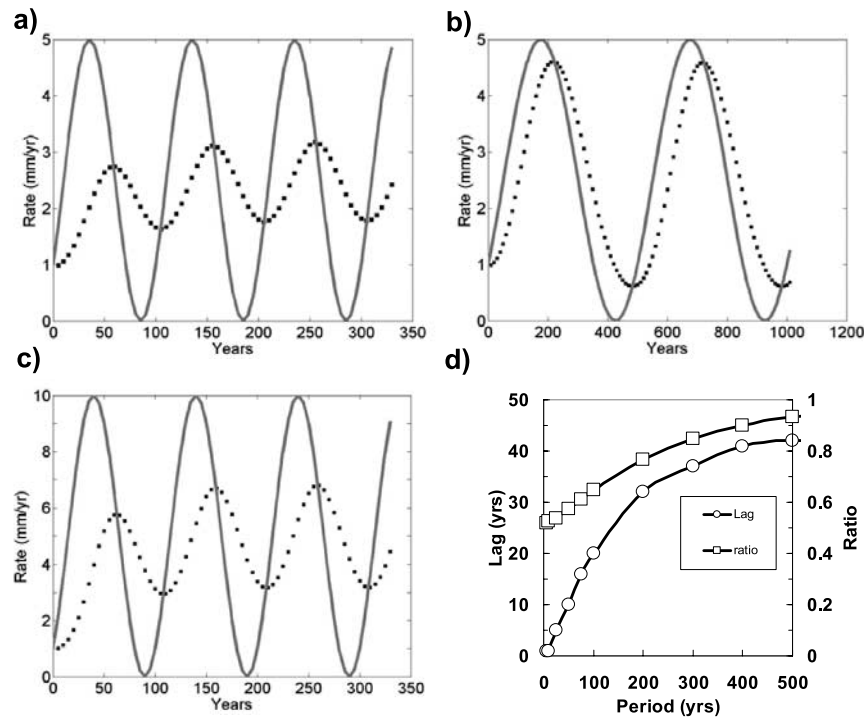 a)
5
4
3
2
1
0
Rate (mm/yr)
0 50 100 150 200 250 300 350
Years
b)
5
4
3
2
1
0
Rate (mm/yr)
0 200 400 600 800 1000 1200
Years
c)
10
8
6
4
2
0
Rate (mm/yr)
0 50 100 150 200 250 300 350
Years
d)
50
40
30
20
10
0
Lag (yrs)
1
0.8
0.6
0.4
0.2
0
Ratio
Lag
ratio
0 100 200 300 400 500
Period (yrs)